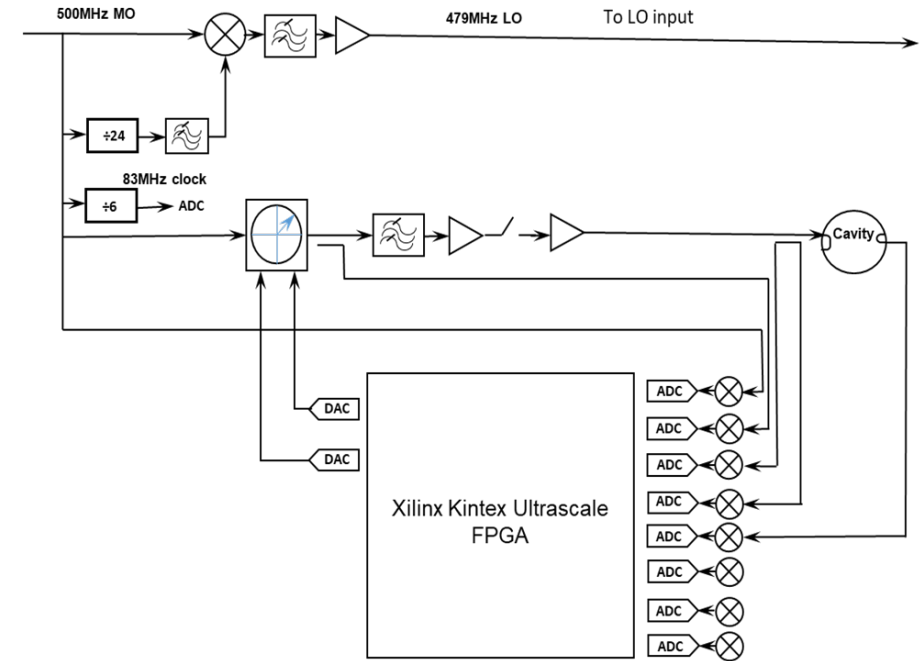 500MHz MO
479MHz LO
To LO input
÷24
83MHz clock
÷6
ADC
Cavity
ADC
DAC
ADC
DAC
ADC
Xilinx Kintex Ultrascale
FPGA
ADC
ADC
ADC
ADC
ADC